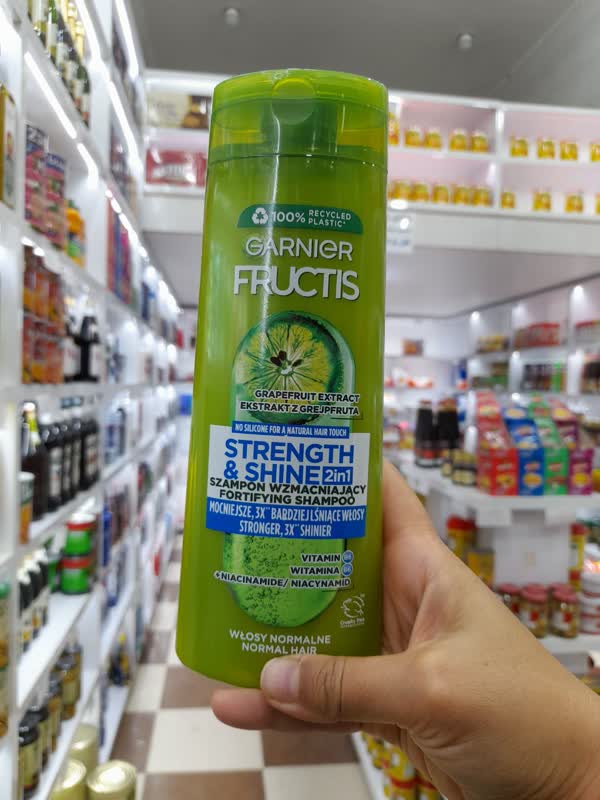 100% RECYCLED
PLASTIC*
GARNIER
FRUCTIS
GRAPEFRUIT EXTRACT
EKSTRAKT Z GREJPFRUTA
NO SILICONE FOR A NATURAL HAIR TOUCH
STRENGTH
& SHINE 2in1
SZAMPON WZMACNIAJĄCY
FORTIFYING SHAMPOO
MOCNIEJSZE, 3X** BARDZIEJ LŚNIĄCE WŁOSY
STRONGER, 3X** SHINIER
VITAMIN
WITAMINA
+NIACINAMIDE/ NIACYNAMID
Cruelty Free
WŁOSY NORMALNE
NORMAL HAIR